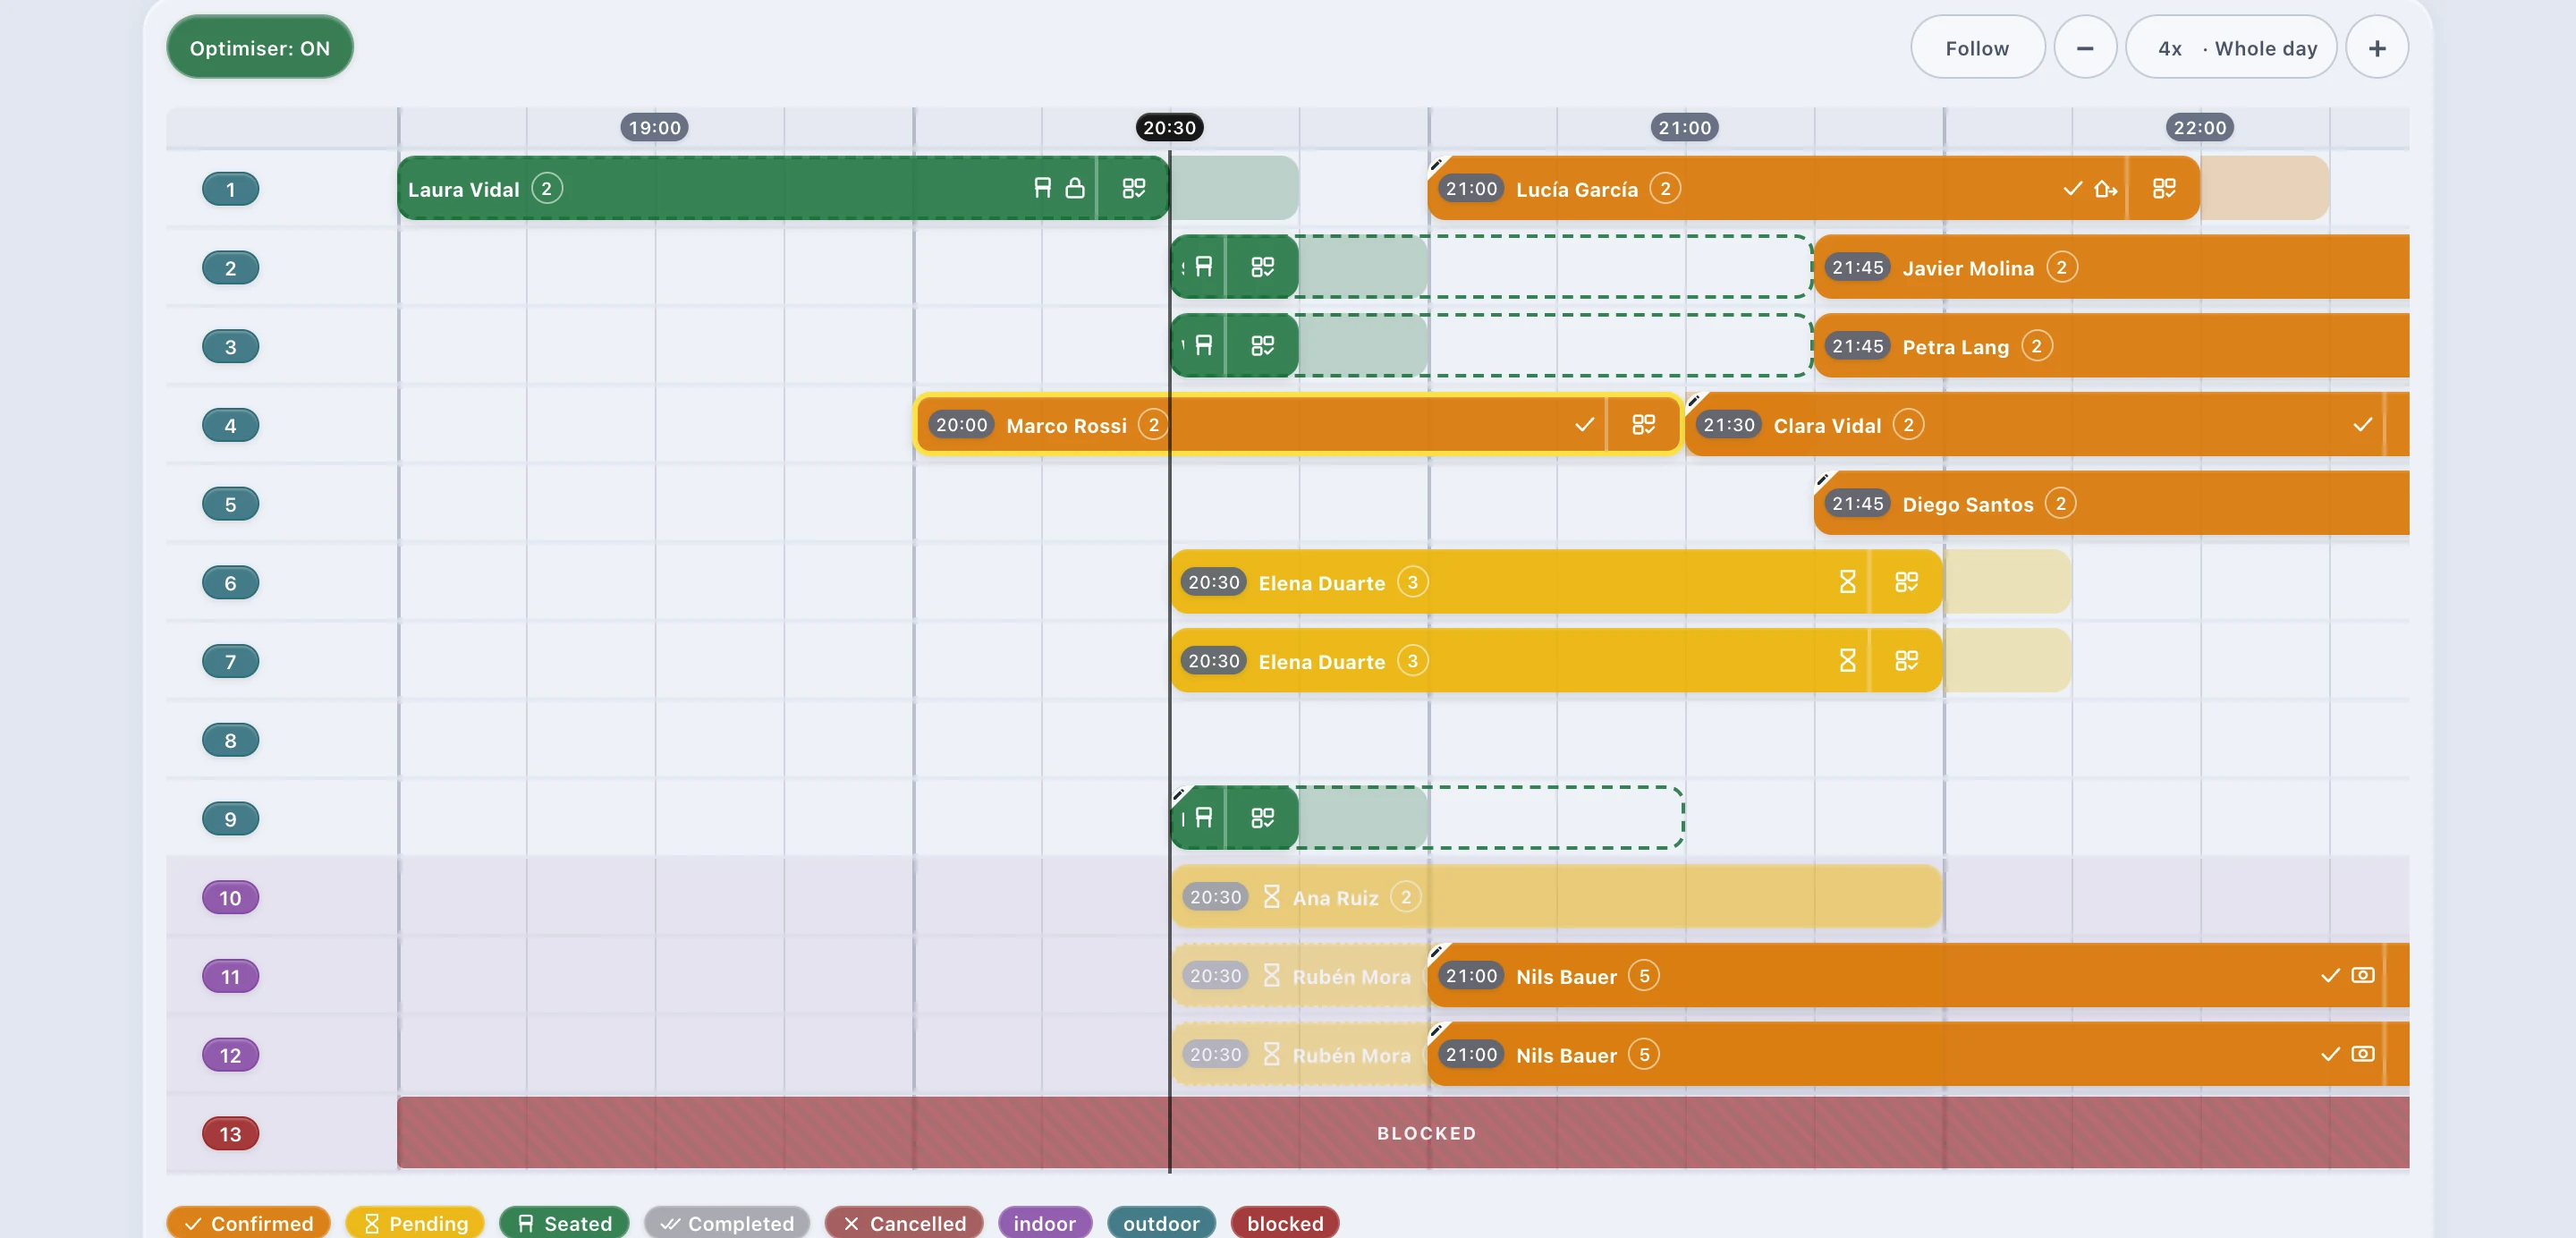 Optimiser: ON
Follow − 4x · Whole day +
19:00 20:30 21:00 22:00
1 Laura Vidal 2 21:00 Lucía García 2
2 21:45 Javier Molina 2
3 21:45 Petra Lang 2
4 20:00 Marco Rossi 2 21:30 Clara Vidal 2
5 21:45 Diego Santos 2
6 20:30 Elena Duarte 3
7 20:30 Elena Duarte 3
8
9
10 20:30 Ana Ruiz 2
11 20:30 Rubén Mora 21:00 Nils Bauer 5
12 20:30 Rubén Mora 21:00 Nils Bauer 5
13 BLOCKED
Confirmed Pending Seated Completed Cancelled indoor outdoor blocked